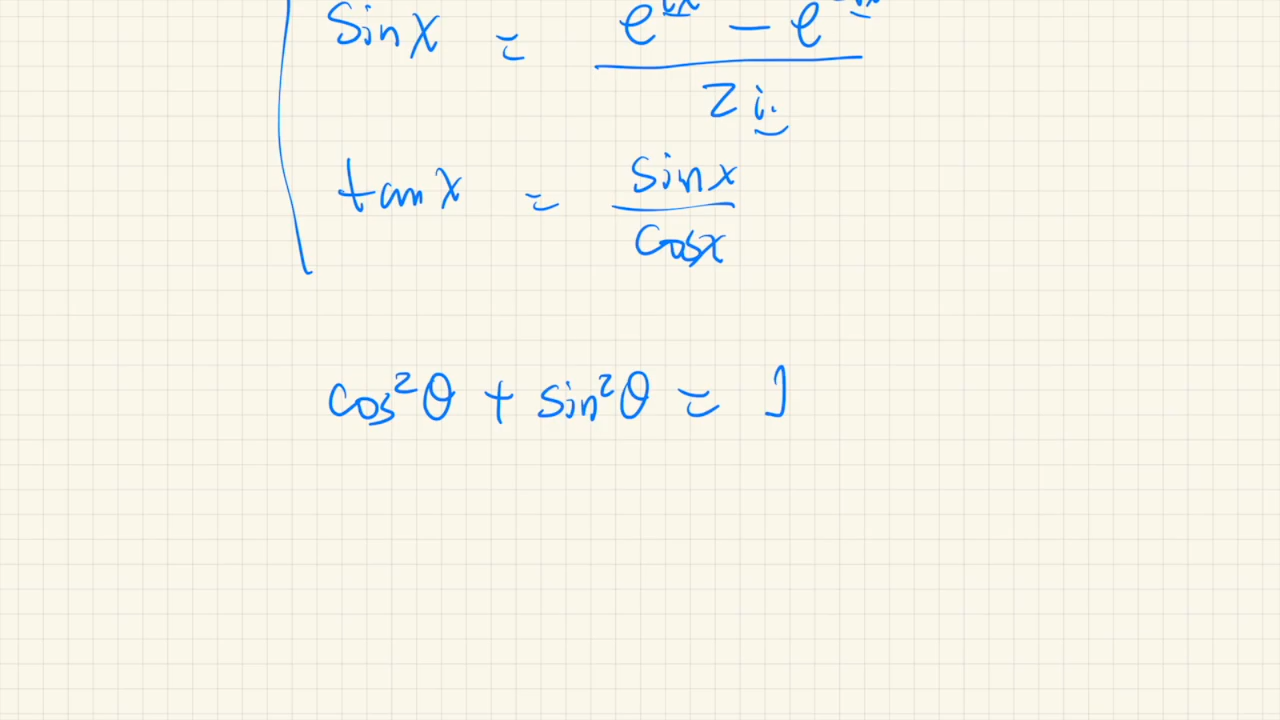 sin x = (e^{ix} - e^{-ix}) / 2i
tan x = sin x / cos x
cos²θ + sin²θ = 1